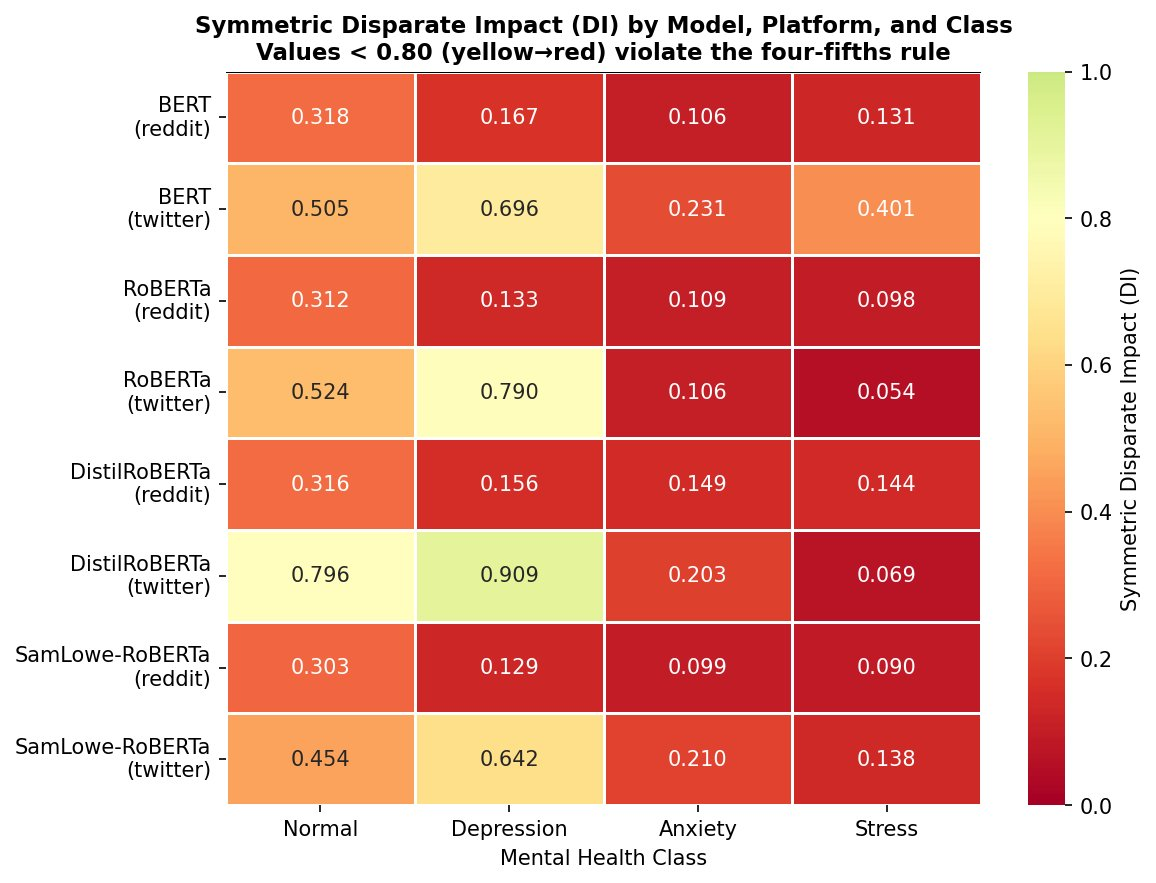 Symmetric Disparate Impact (DI) by Model, Platform, and Class
Values < 0.80 (yellow→red) violate the four-fifths rule
BERT
(reddit)
0.318 0.167 0.106 0.131
BERT
(twitter)
0.505 0.696 0.231 0.401
RoBERTa
(reddit)
0.312 0.133 0.109 0.098
RoBERTa
(twitter)
0.524 0.790 0.106 0.054
DistilRoBERTa
(reddit)
0.316 0.156 0.149 0.144
DistilRoBERTa
(twitter)
0.796 0.909 0.203 0.069
SamLowe-RoBERTa
(reddit)
0.303 0.129 0.099 0.090
SamLowe-RoBERTa
(twitter)
0.454 0.642 0.210 0.138
Normal Depression Anxiety Stress
Mental Health Class
1.0
0.8
0.6
0.4
0.2
0.0
Symmetric Disparate Impact (DI)